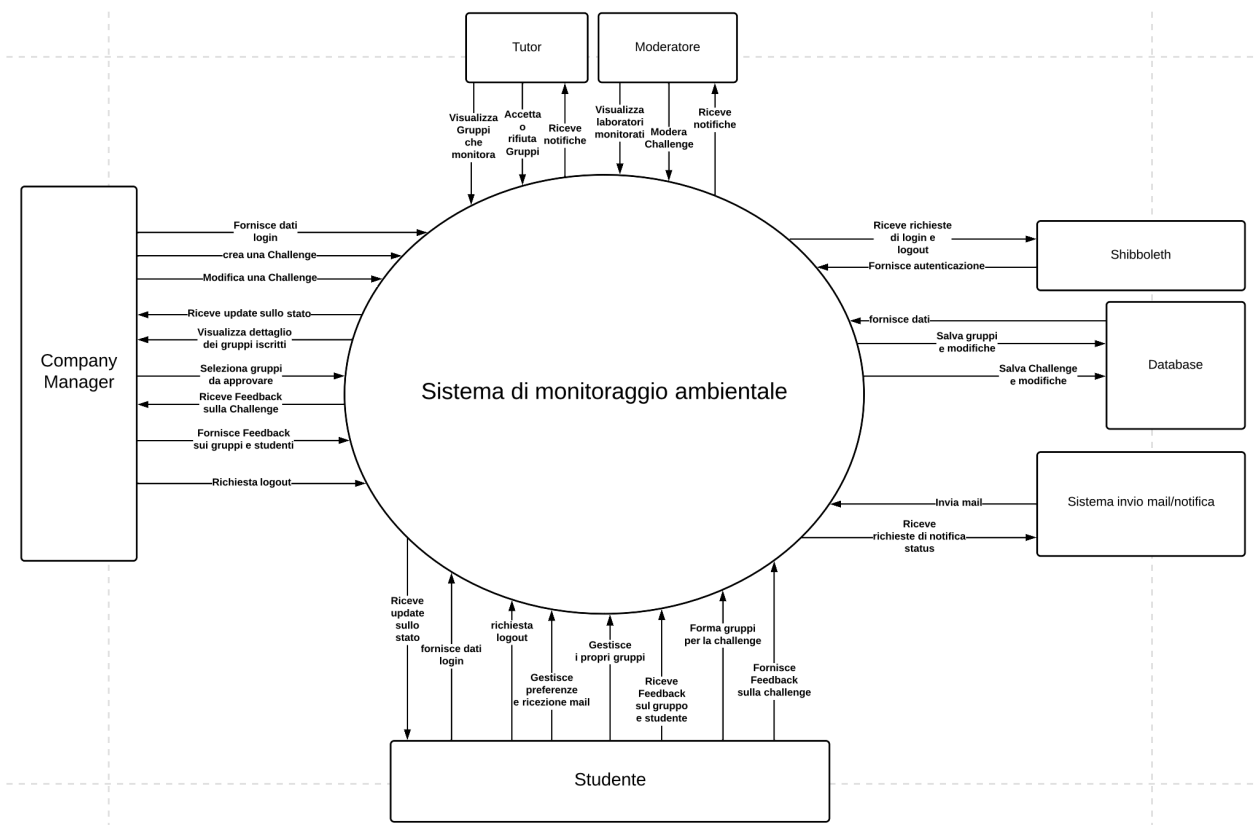 Tutor
Moderatore
Visualizza
Gruppi
che
monitora
Accetta
o
rifiuta
Gruppi
Riceve
notifiche
Visualizza
laboratori
monitorati
Modera
Challenge
Riceve
notifiche
Company
Manager
Fornisce dati
login
crea una Challenge
Modifica una Challenge
Riceve update sullo stato
Visualizza dettaglio
dei gruppi iscritti
Seleziona gruppi
da approvare
Riceve Feedback
sulla Challenge
Fornisce Feedback
sui gruppi e studenti
Richiesta logout
Sistema di monitoraggio ambientale
Riceve richieste
di login e
logout
Fornisce autenticazione
Shibboleth
fornisce dati
Salva gruppi
e modifiche
Salva Challenge
e modifiche
Database
Invia mail
Riceve
richieste di notifica
status
Sistema invio mail/notifica
Riceve
update
sullo
stato
fornisce dati
login
richiesta
logout
Gestisce
preferenze
e ricezione mail
Gestisce
i propri gruppi
Riceve
Feedback
sul gruppo
e studente
Forma gruppi
per la challenge
Fornisce
Feedback
sulla challenge
Studente